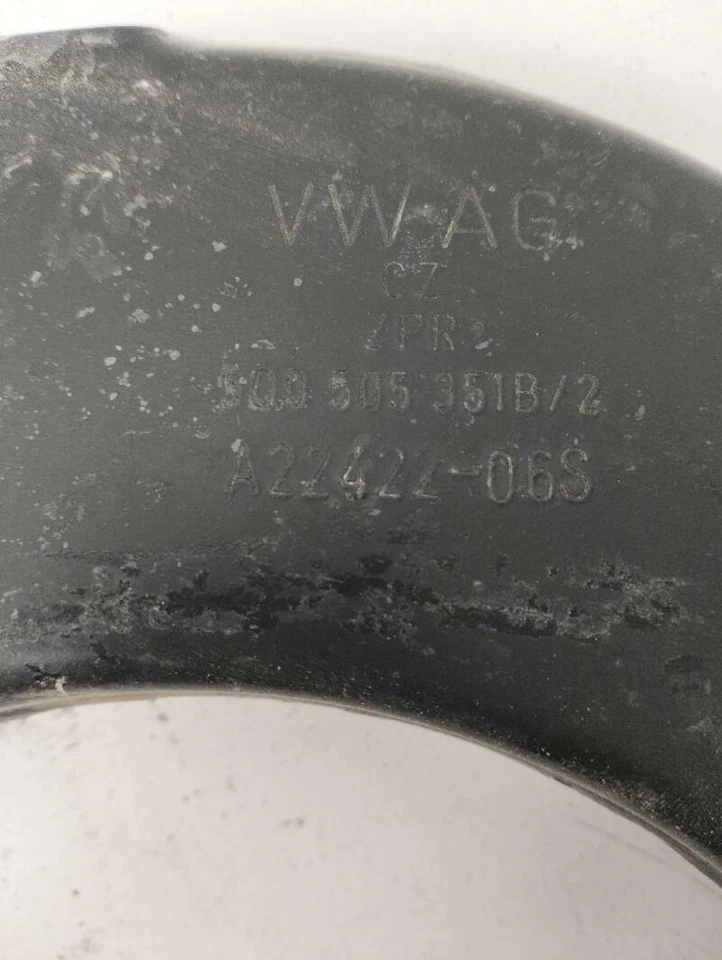 VW AG
CZ
ZPR
5Q0 505 351B/2
A22422-06S